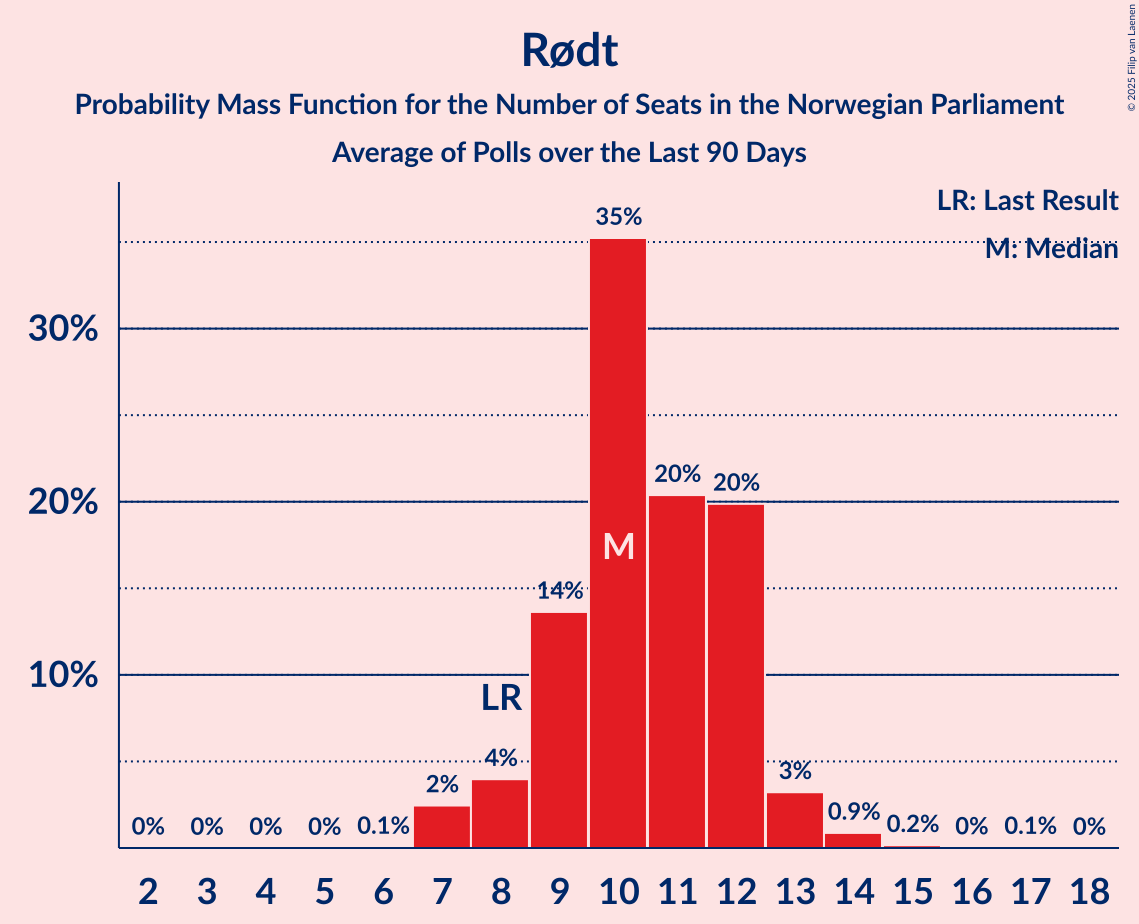 Rødt
Probability Mass Function for the Number of Seats in the Norwegian Parliament
Average of Polls over the Last 90 Days
© 2025 Filip van Laenen
LR: Last Result
M: Median
35%
30%
20%
20%
20%
M
14%
10%
LR
4%
3%
2%
0.9%
0% 0% 0% 0% 0.1% 0.2% 0% 0.1% 0%
2 3 4 5 6 7 8 9 10 11 12 13 14 15 16 17 18